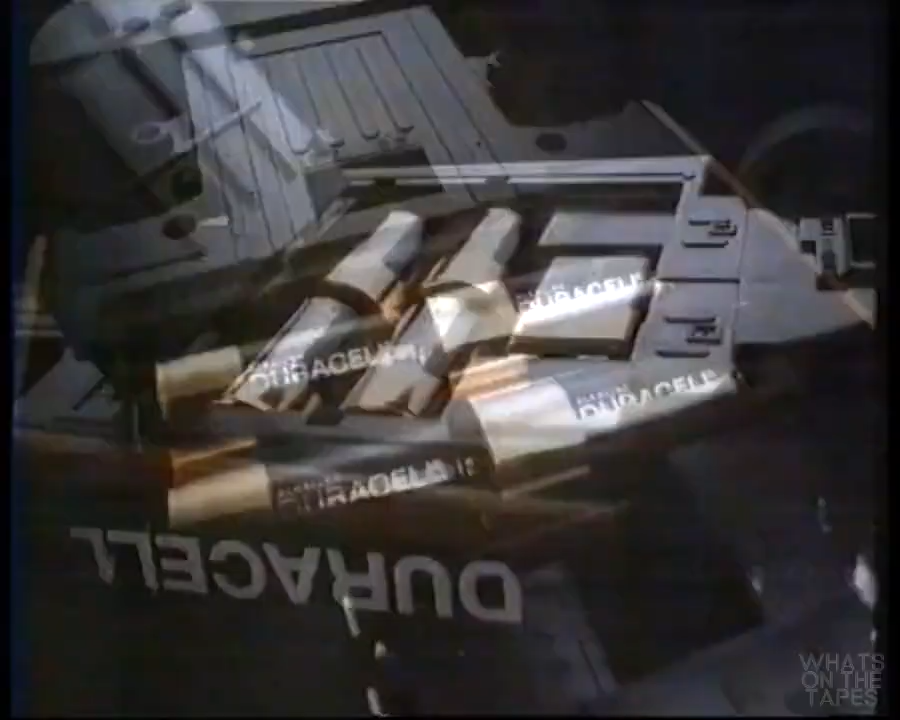 DURACELL
DURACELL
DURACELL
DURACELL
DURACELL
WHATS
ON THE
TAPES